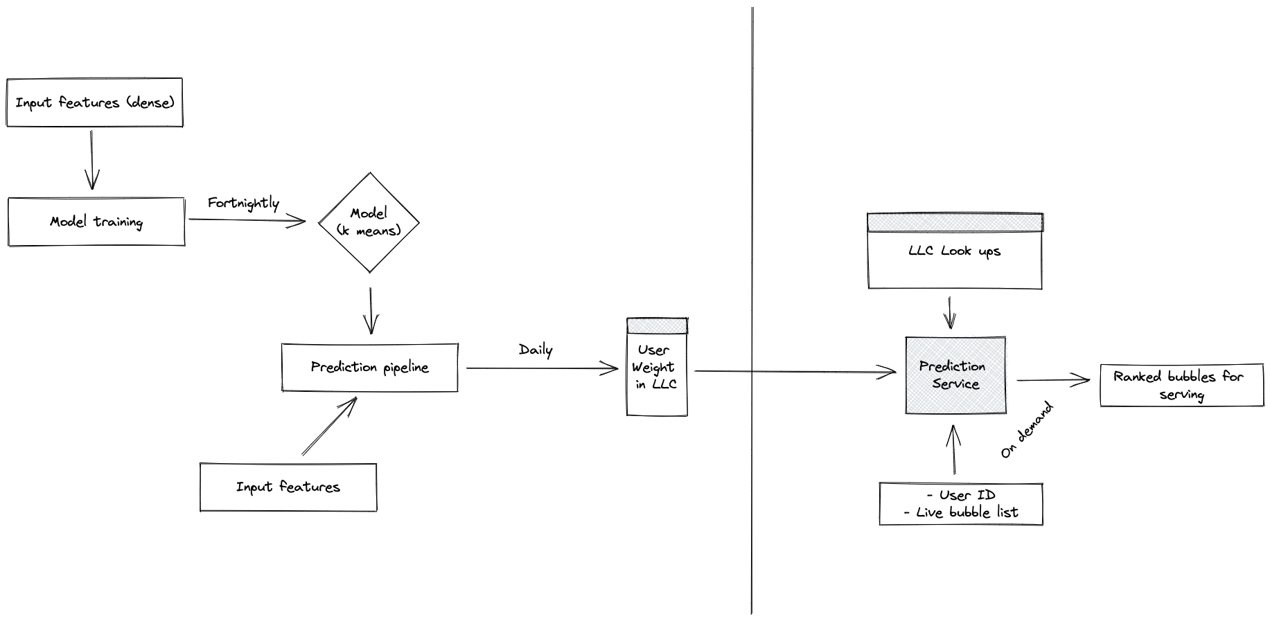 Input features (dense)
Model training
Fortnightly
Model
(k means)
Prediction pipeline
Input features
Daily
User
Weight
in LLC
LLC Look ups
Prediction
Service
- User ID
- Live bubble list
On demand
Ranked bubbles for
serving